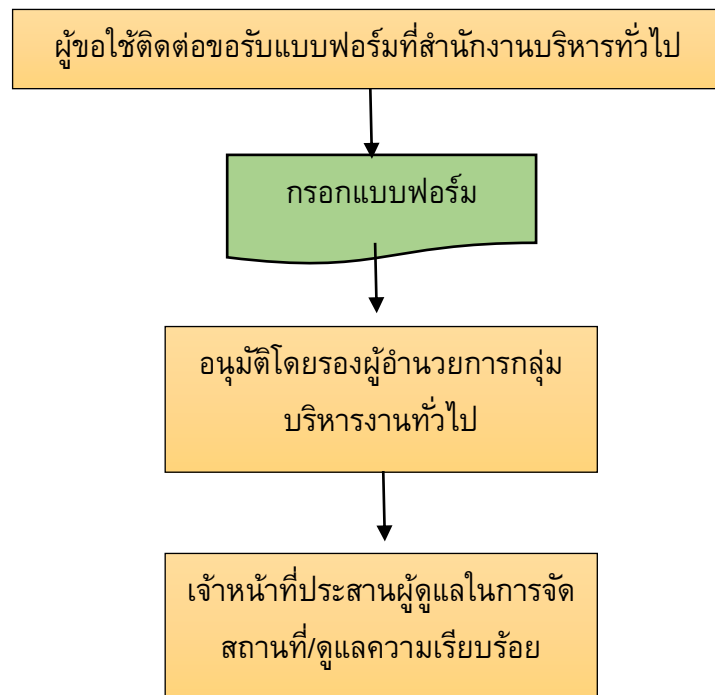 ผู้ขอใช้ติดต่อขอรับแบบฟอร์มที่สำนักงานบริหารทั่วไป
กรอกแบบฟอร์ม
อนุมัติโดยรองผู้อำนวยการกลุ่ม
บริหารงานทั่วไป
เจ้าหน้าที่ประสานผู้ดูแลในการจัด
สถานที่/ดูแลความเรียบร้อย